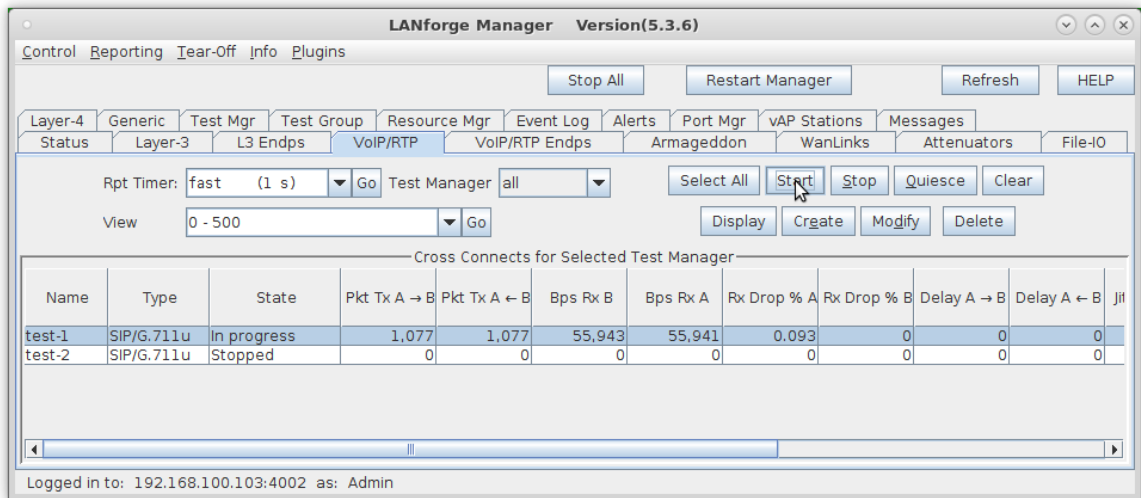 LANforge Manager Version(5.3.6)
Control Reporting Tear-Off Info Plugins
Stop All Restart Manager Refresh HELP
Layer-4 Generic Test Mgr Test Group Resource Mgr Event Log Alerts Port Mgr vAP Stations Messages
Status Layer-3 L3 Endps VoIP/RTP VoIP/RTP Endps Armageddon WanLinks Attenuators File-IO
Rpt Timer: fast (1 s) Go Test Manager all Select All Start Stop Quiesce Clear
View 0 - 500 Go Display Create Modify Delete
Cross Connects for Selected Test Manager
Name Type State Pkt Tx A → B Pkt Tx A ← B Bps Rx B Bps Rx A Rx Drop % A Rx Drop % B Delay A → B Delay A ← B Jit
test-1 SIP/G.711u In progress 1,077 1,077 55,943 55,941 0.093 0 0 0
test-2 SIP/G.711u Stopped 0 0 0 0 0 0 0 0
Logged in to: 192.168.100.103:4002 as: Admin